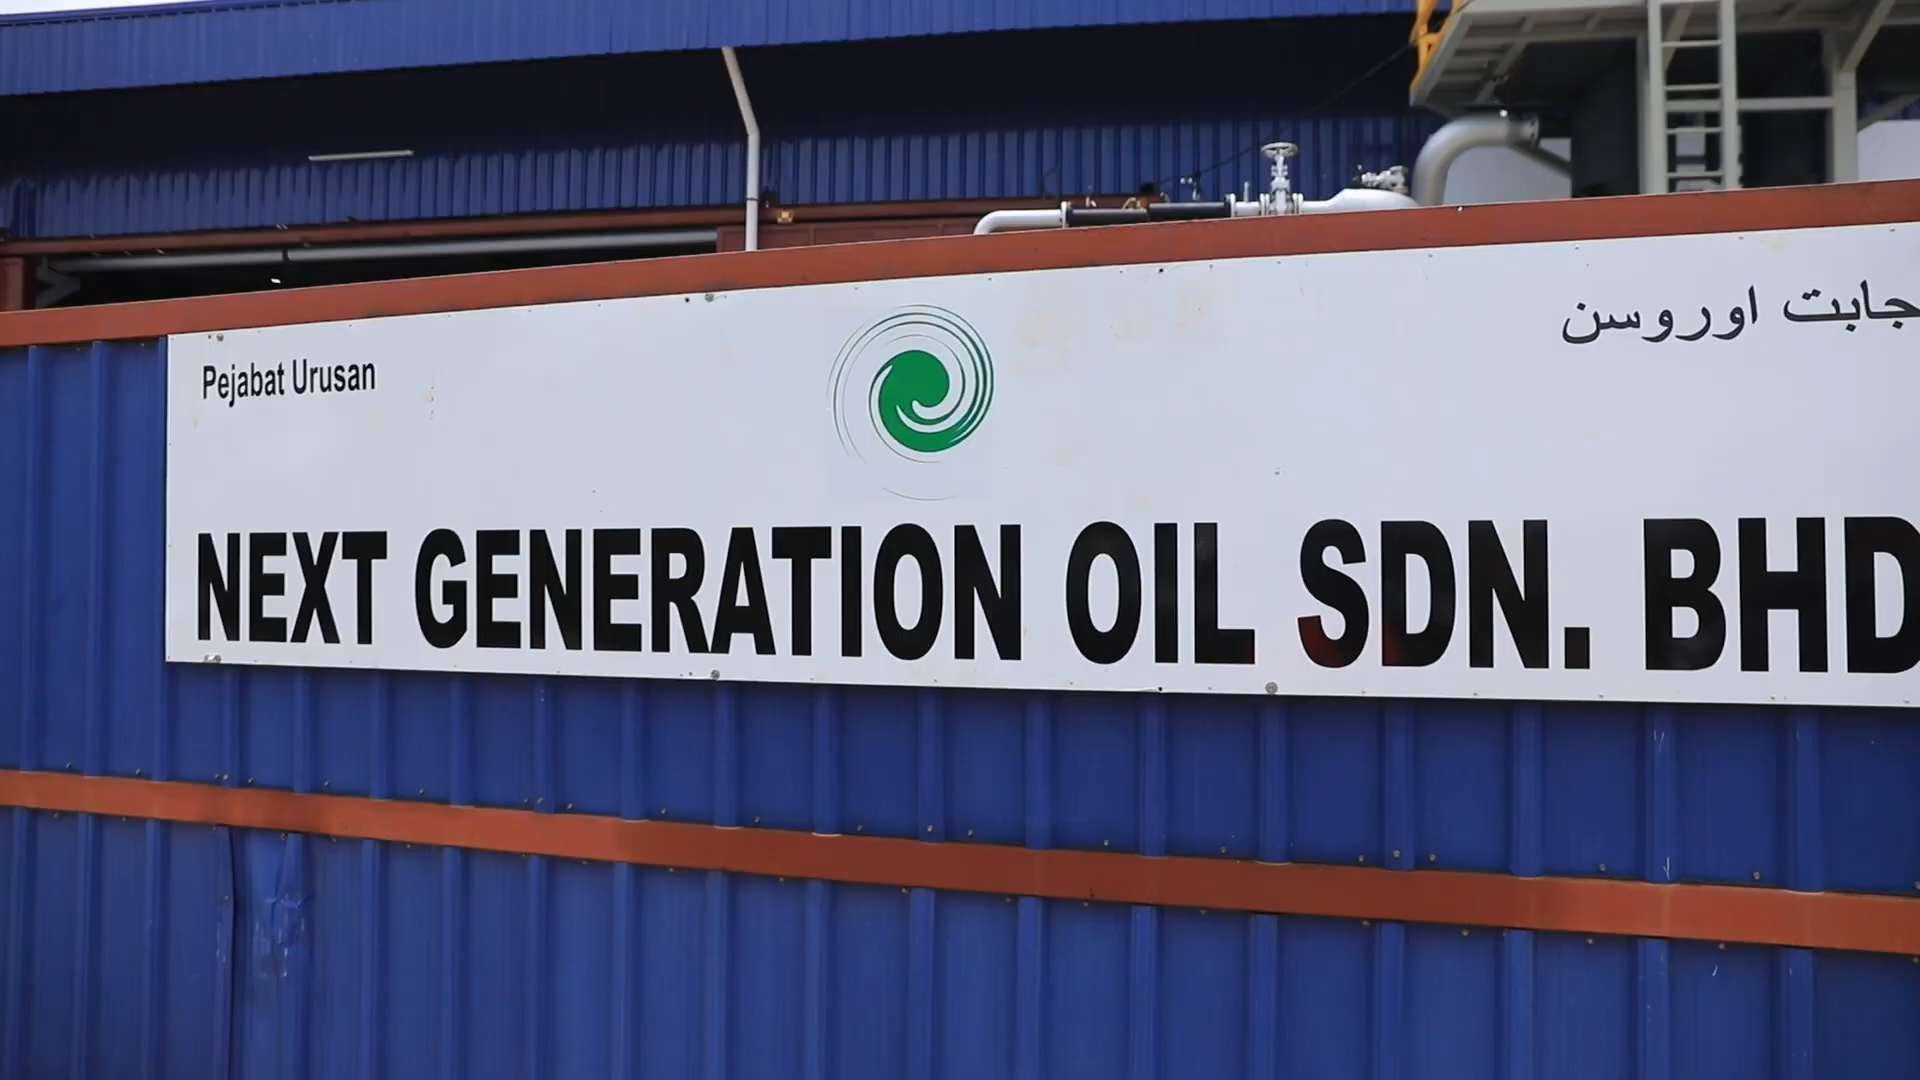 Pejabat Urusan
جابت اوروسن
NEXT GENERATION OIL SDN. BHD